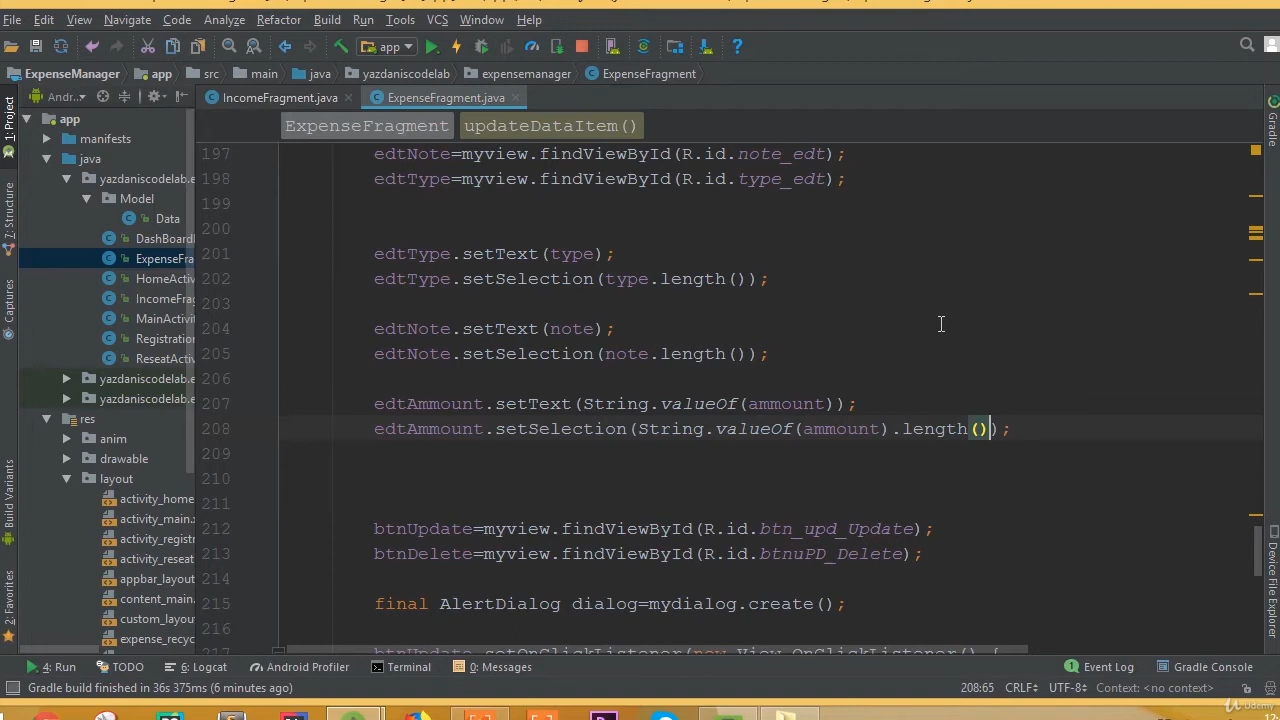 File Edit View Navigate Code Analyze Refactor Build Run Tools VCS Window Help
app
ExpenseManager app src main java yazdaniscodelab expensemanager ExpenseFragment
Andr...
IncomeFragment.java ExpenseFragment.java
ExpenseFragment updateDataItem()
1: Project
7: Structure
Captures
Build Variants
2: Favorites
app
manifests
java
yazdaniscodelab.e
Model
Data
DashBoard
ExpenseFra
HomeActiv
IncomeFrag
MainActivit
Registration
ReseatActiv
yazdaniscodelab.e
yazdaniscodelab.e
res
anim
drawable
layout
activity_home
activity_main.x
activity_registr
activity_reseat
appbar_layout
content_main.
custom_layou
expense_recyc
197 edtNote=myview.findViewById(R.id.note_edt);
198 edtType=myview.findViewById(R.id.type_edt);
199
200
201 edtType.setText(type);
202 edtType.setSelection(type.length());
203
204 edtNote.setText(note);
205 edtNote.setSelection(note.length());
206
207 edtAmmount.setText(String.valueOf(ammount));
208 edtAmmount.setSelection(String.valueOf(ammount).length());
209
210
211
212 btnUpdate=myview.findViewById(R.id.btn_upd_Update);
213 btnDelete=myview.findViewById(R.id.btnuPD_Delete);
214
215 final AlertDialog dialog=mydialog.create();
216
217 btnUpdate.setOnClickListener(new View.OnClickListener() {
Gradle
Device File Explorer
4: Run TODO 6: Logcat Android Profiler Terminal 0: Messages 1 Event Log Gradle Console
Gradle build finished in 36s 375ms (6 minutes ago) 208:65 CRLF UTF-8 Context: <no context>
Udemy